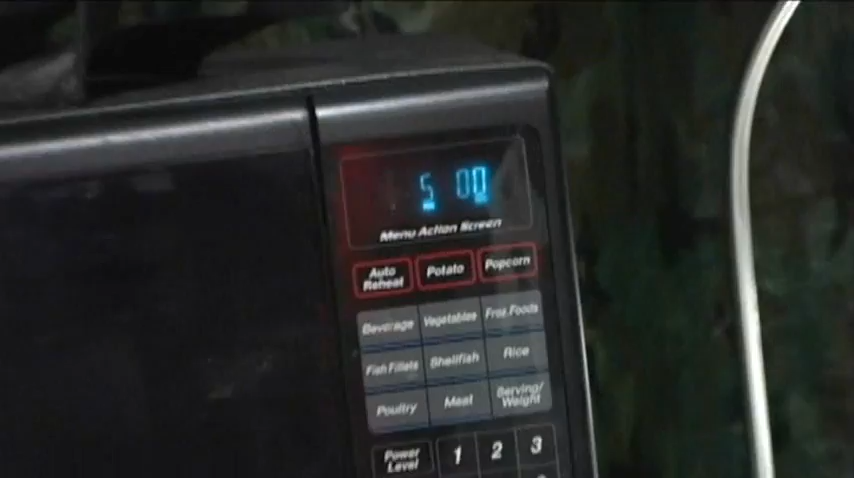 5 00
Menu Action Screen
Auto Reheat Potato Popcorn
Beverage Vegetables Froz.Foods
Fish Fillets Shellfish Rice
Poultry Meat Serving/Weight
Power Level 1 2 3